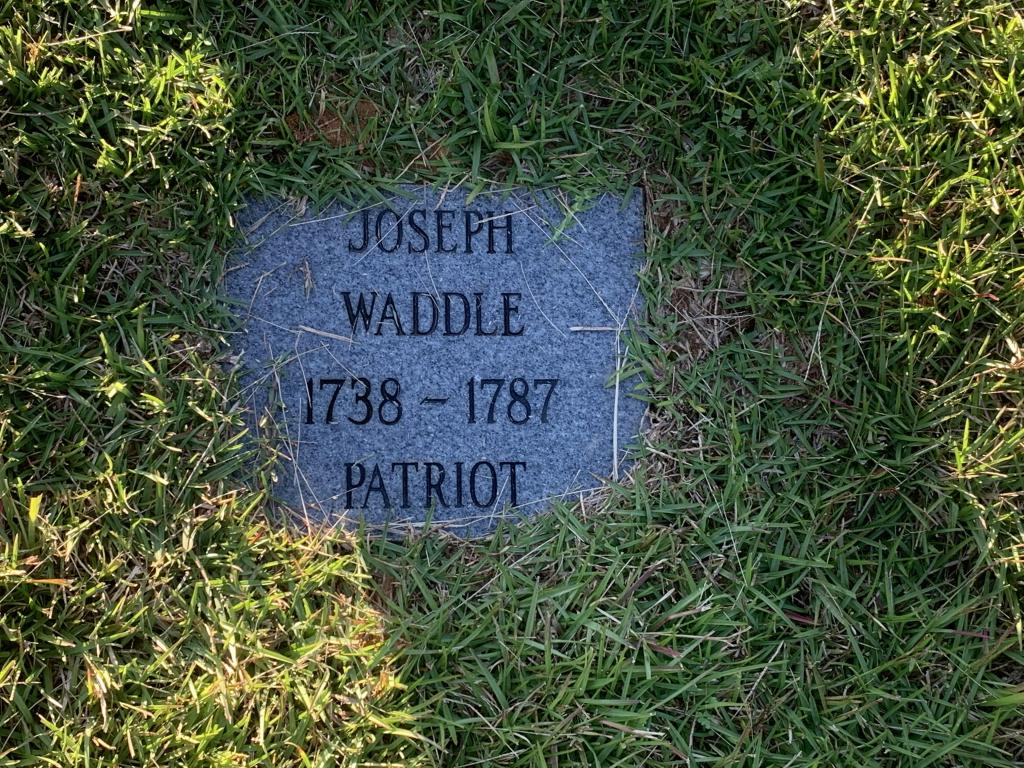 JOSEPH
WADDLE
1738 - 1787
PATRIOT